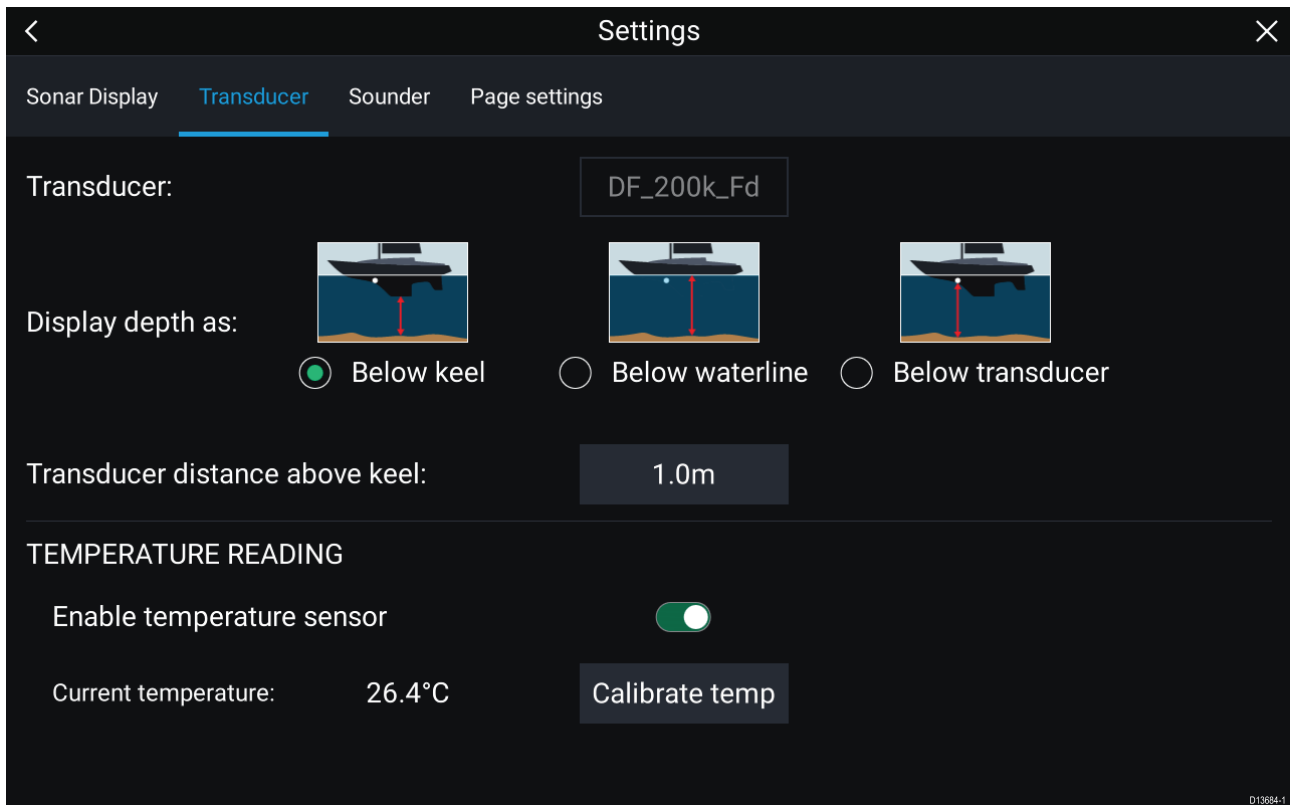 Settings
Sonar Display Transducer Sounder Page settings
Transducer: DF_200k_Fd
Display depth as:
Below keel Below waterline Below transducer
Transducer distance above keel: 1.0m
TEMPERATURE READING
Enable temperature sensor
Current temperature: 26.4°C Calibrate temp
D13684-1